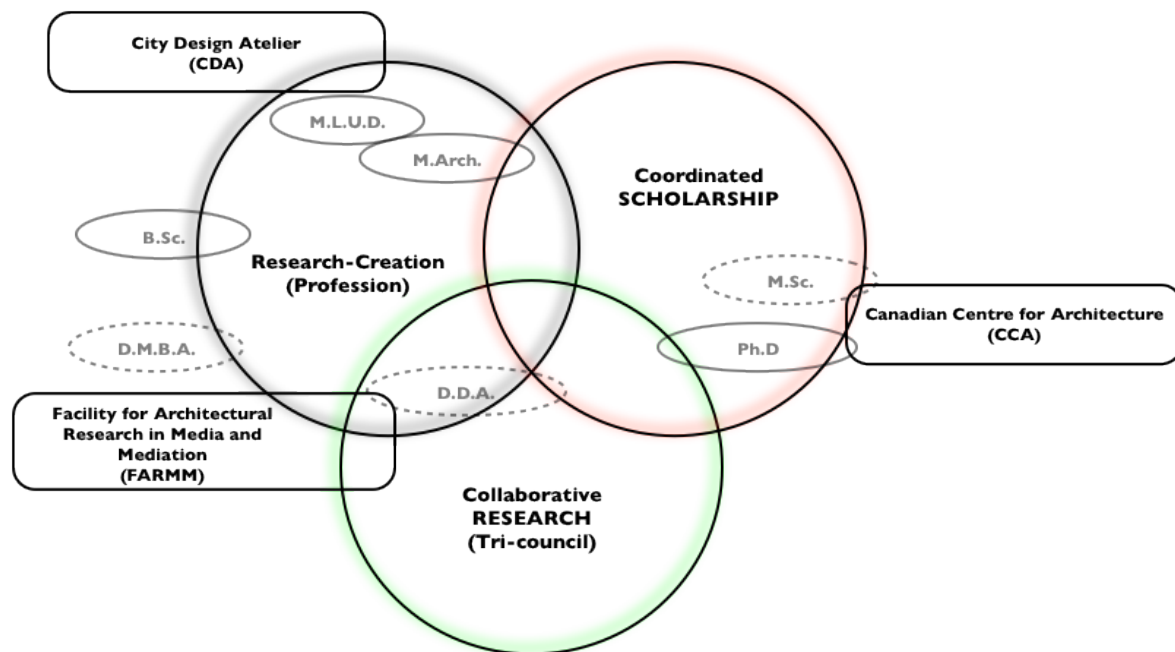 City Design Atelier
(CDA)
M.L.U.D.
M.Arch.
Coordinated
SCHOLARSHIP
B.Sc.
Research-Creation
(Profession)
M.Sc.
Canadian Centre for Architecture
(CCA)
D.M.B.A.
Ph.D
D.D.A.
Facility for Architectural
Research in Media and
Mediation
(FARMM)
Collaborative
RESEARCH
(Tri-council)